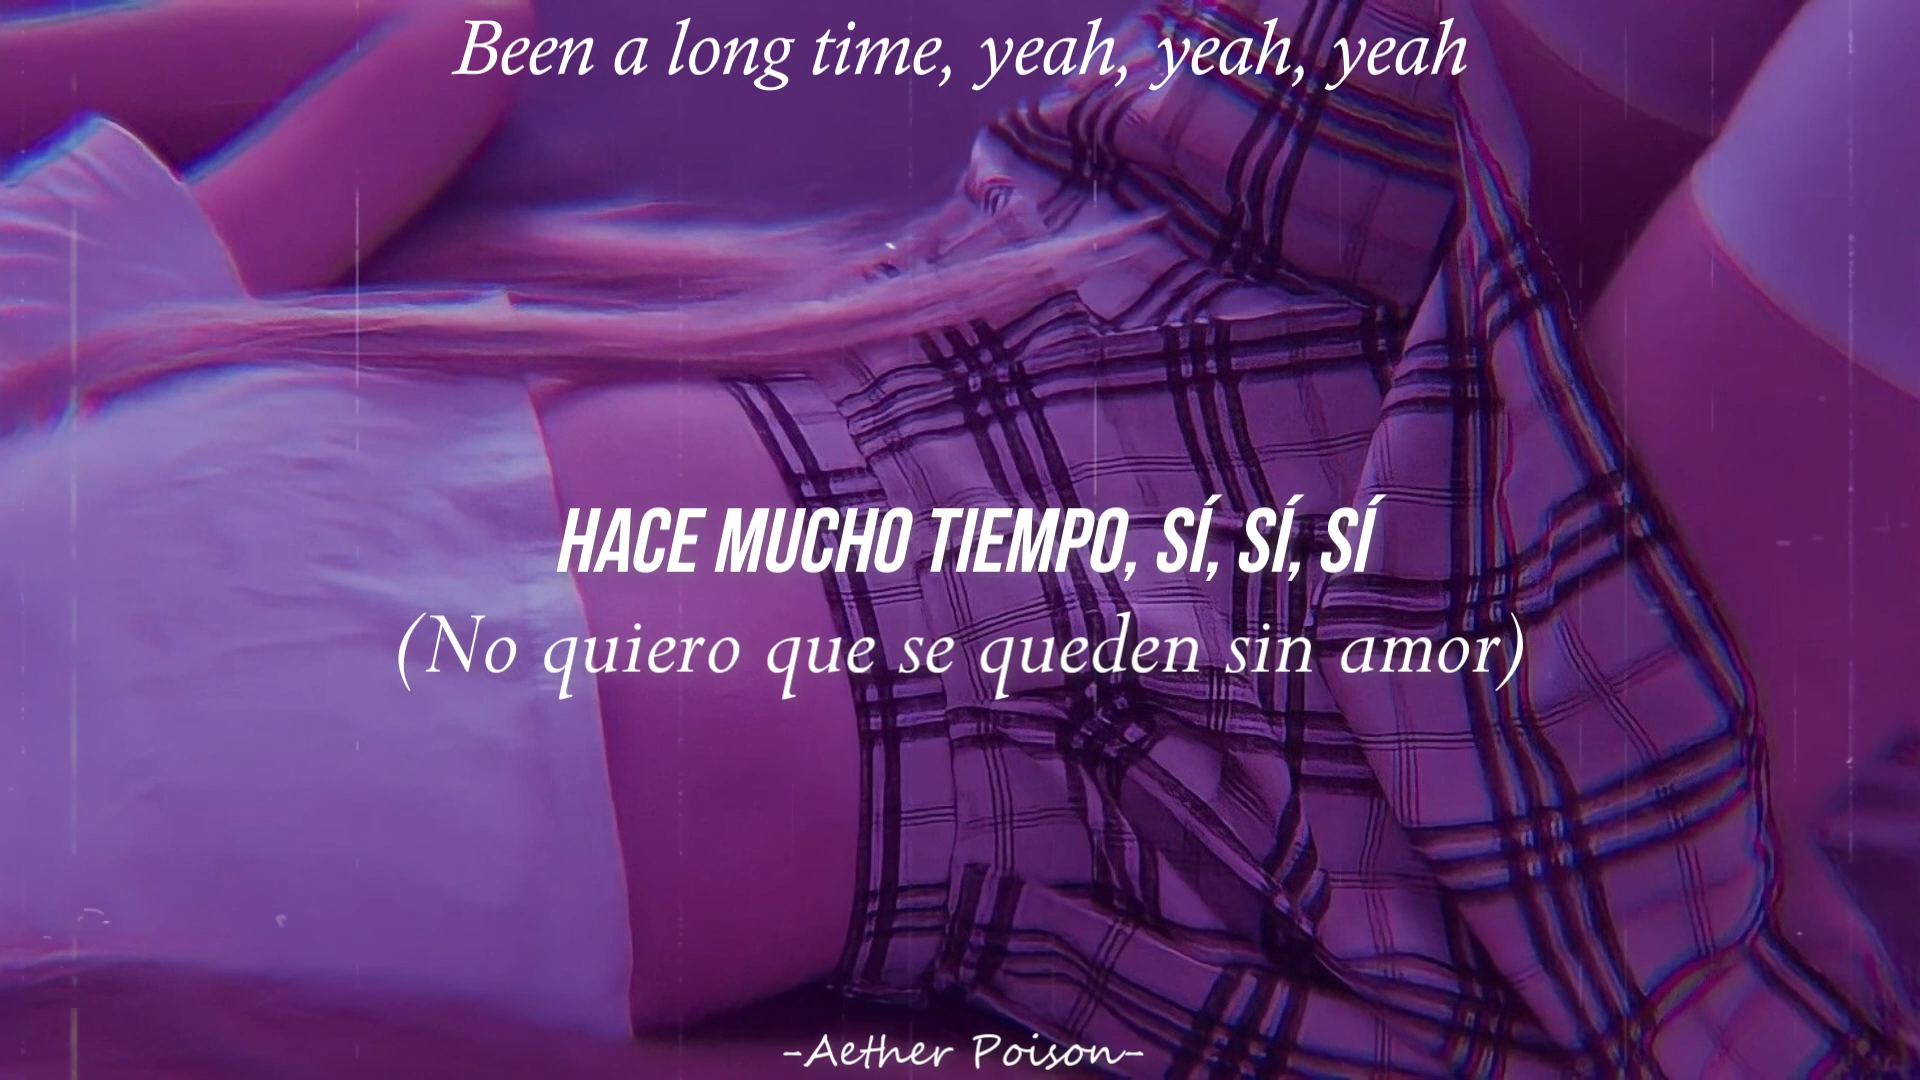 Been a long time, yeah, yeah, yeah
HACE MUCHO TIEMPO, SÍ, SÍ, SÍ
(No quiero que se queden sin amor)
-Aether Poison-